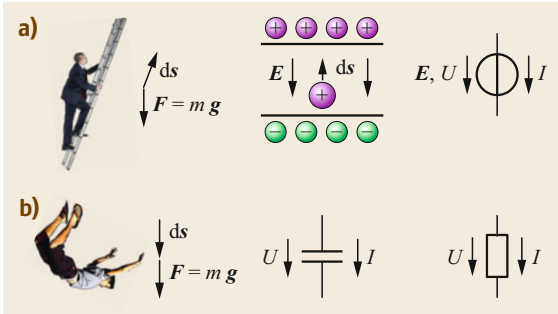 a)
ds
F = m g
+ + + +
E ds
+
− − − −
E, U I
b)
ds
F = m g
U I
U I